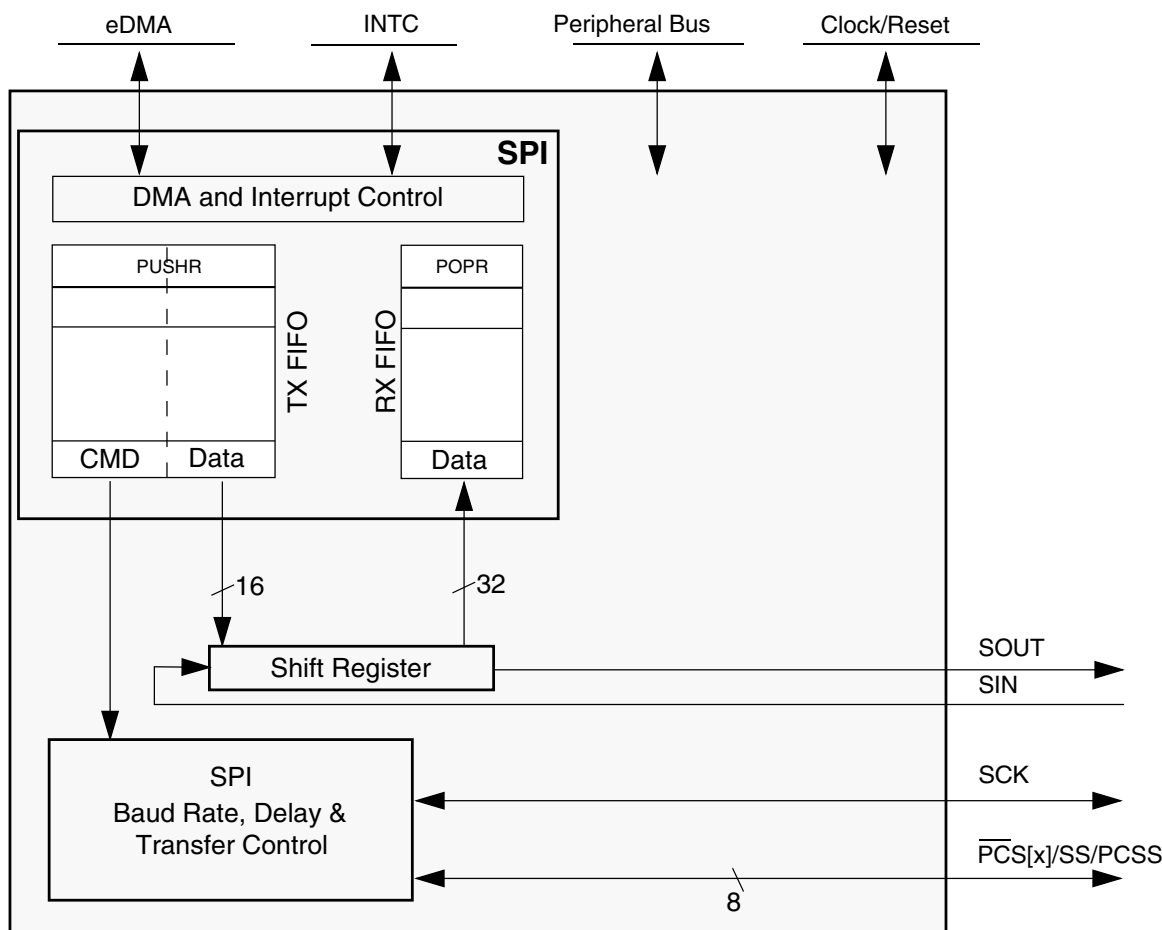 eDMA
INTC
Peripheral Bus
Clock/Reset
SPI
DMA and Interrupt Control
PUSHR
POPR
TX FIFO
RX FIFO
CMD
Data
Data
16
32
Shift Register
SOUT
SIN
SPI
Baud Rate, Delay &
Transfer Control
SCK
PCS[x]/SS/PCSS
8